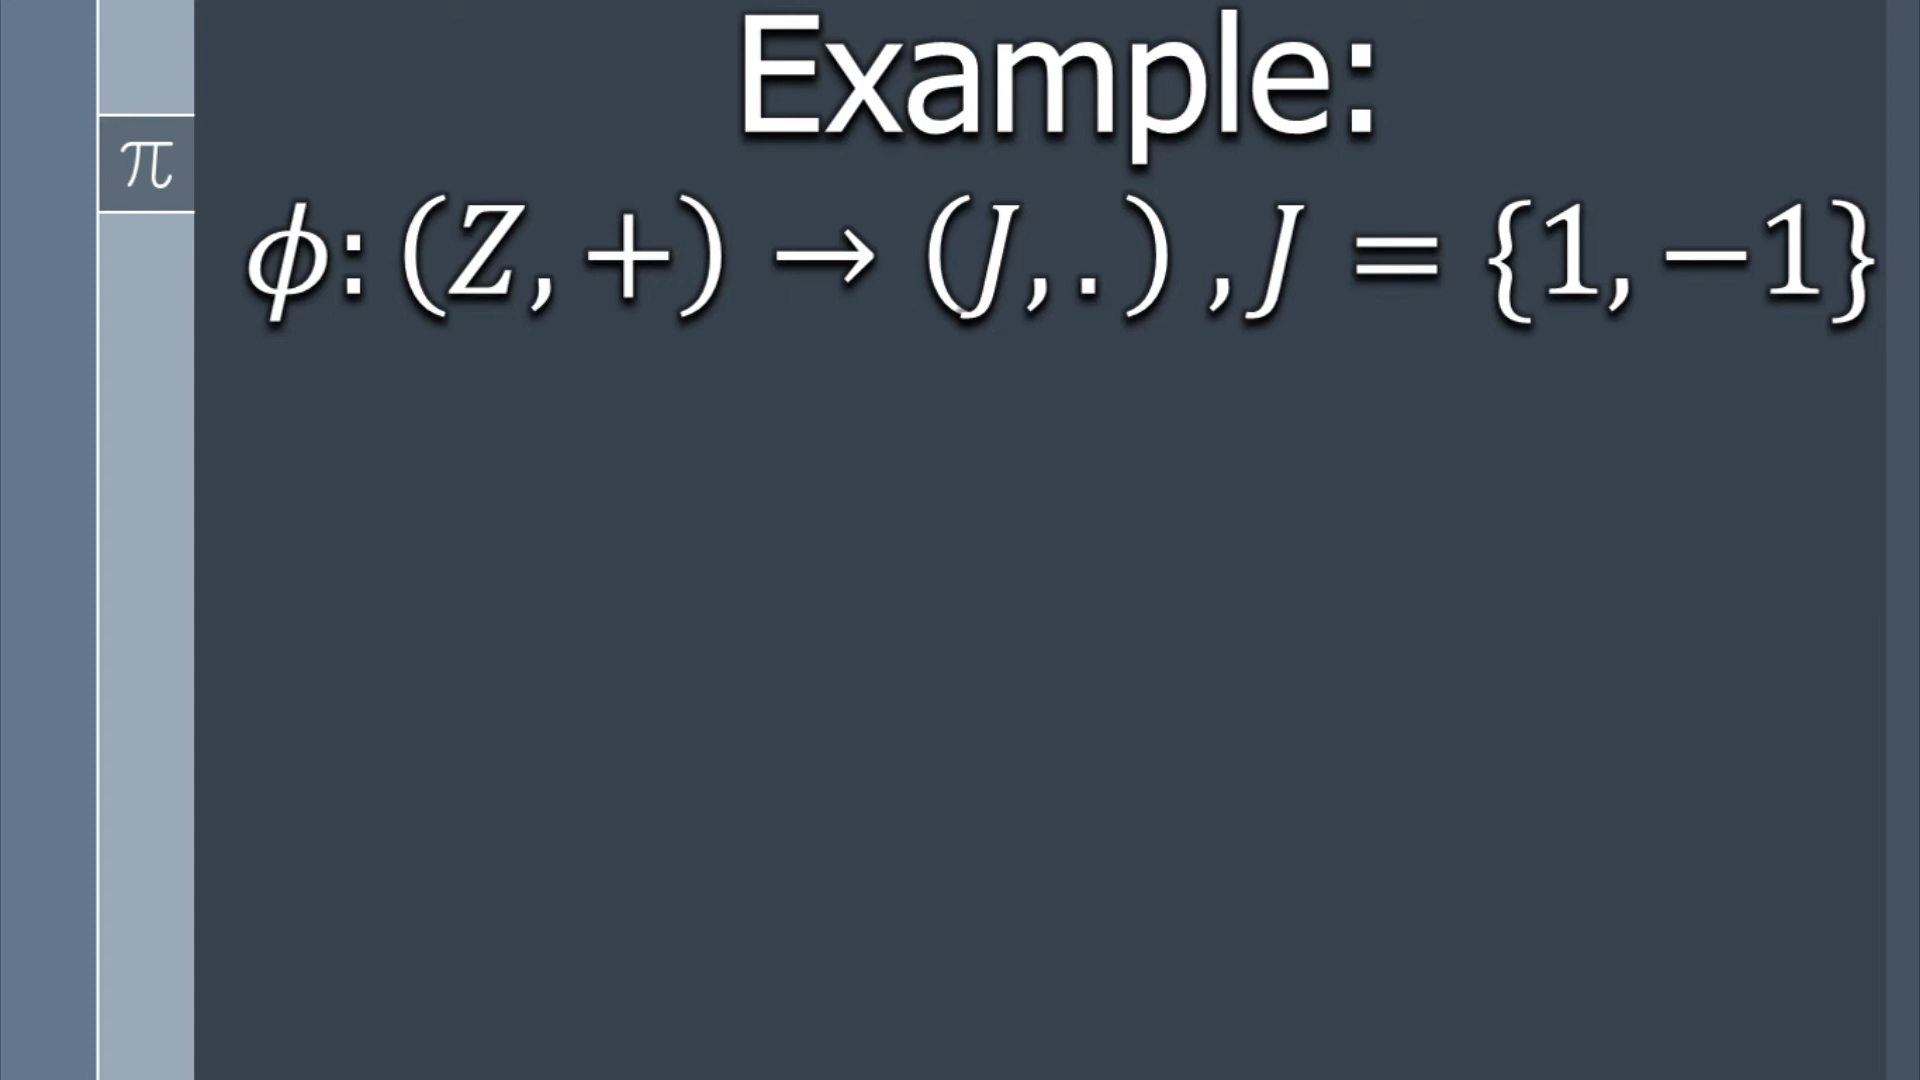 Example:
π
ϕ: (Z, +) → (J, . ) , J ≡ {1, −1}